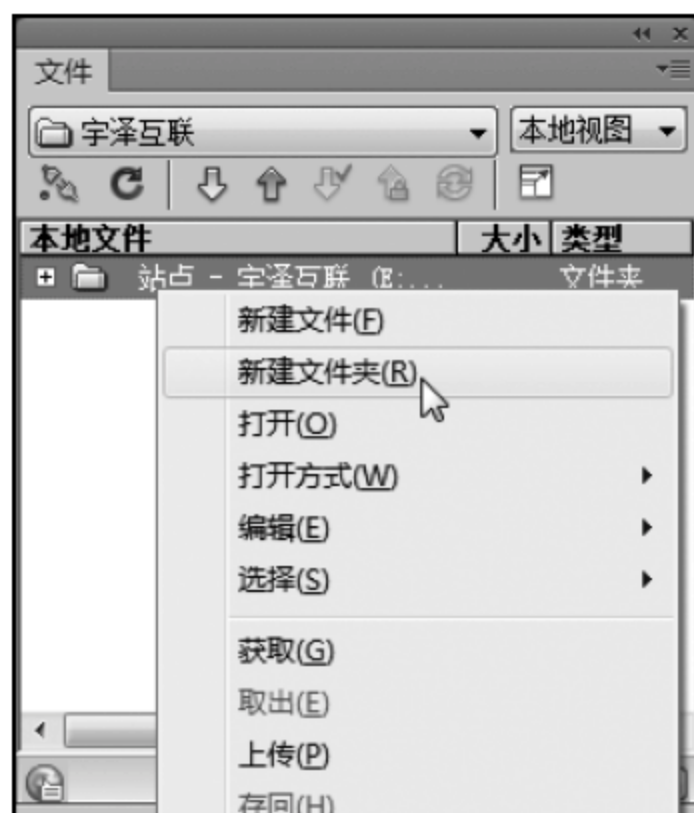 文件
宇泽互联 本地视图
本地文件 大小 类型
站点 - 宇泽互联 (E:... 文件夹
新建文件(F)
新建文件夹(R)
打开(O)
打开方式(W)
编辑(E)
选择(S)
获取(G)
取出(E)
上传(P)
存回(H)